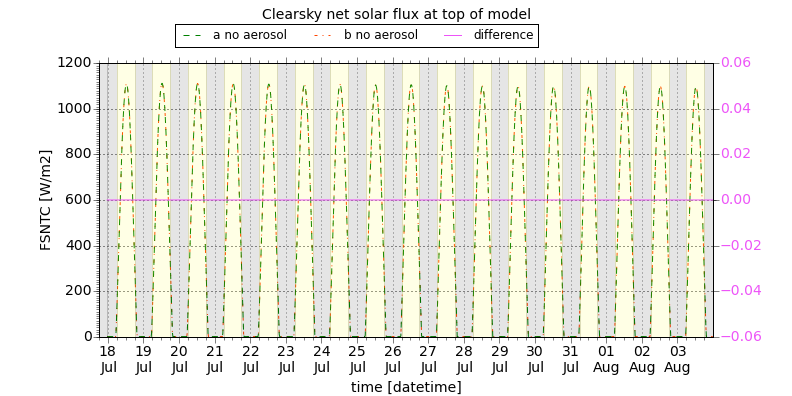 Clearsky net solar flux at top of model
a no aerosol b no aerosol difference
1200 0.06
1000 0.04
800 0.02
600 0.00
400 −0.02
200 −0.04
0 −0.06
FSNTC [W/m2]
18 19 20 21 22 23 24 25 26 27 28 29 30 31 01 02 03
Jul Jul Jul Jul Jul Jul Jul Jul Jul Jul Jul Jul Jul Jul Aug Aug Aug
time [datetime]